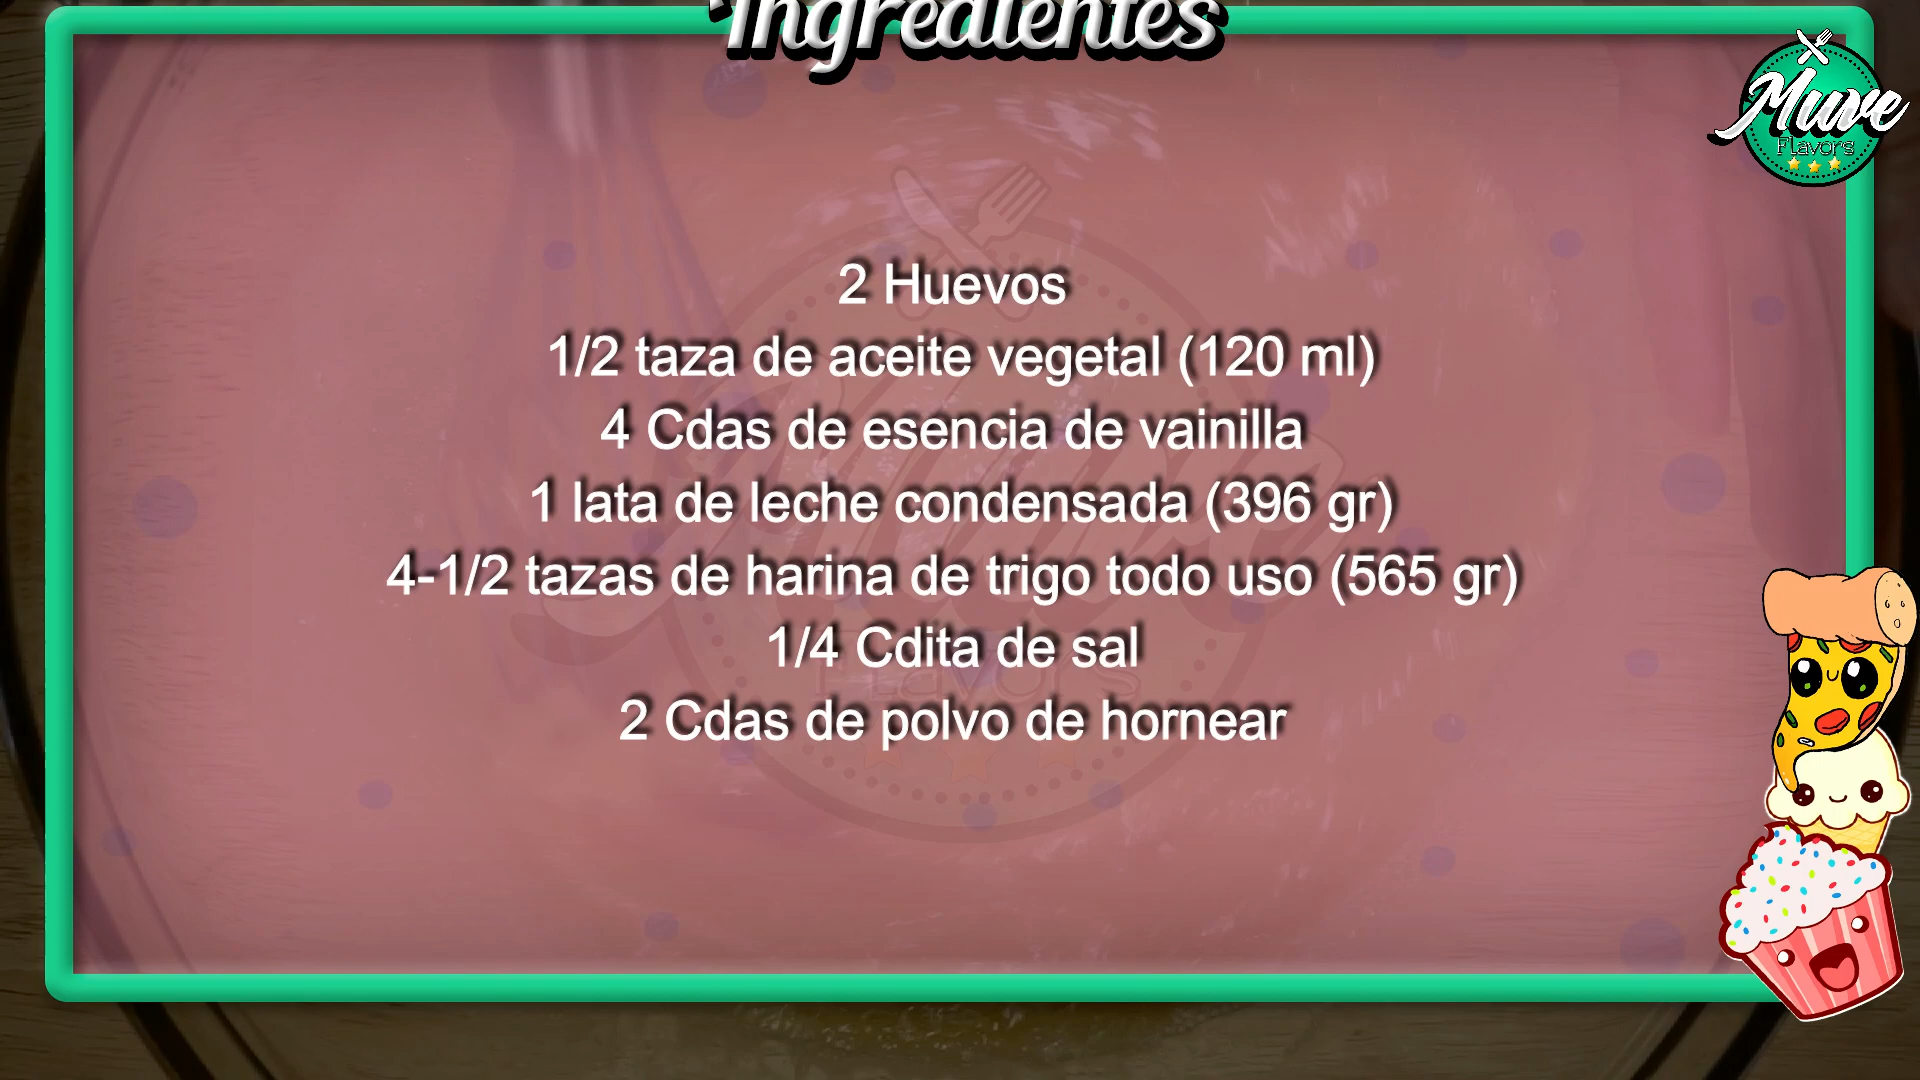 Ingredientes
Muve
Flavors
2 Huevos
1/2 taza de aceite vegetal (120 ml)
4 Cdas de esencia de vainilla
1 lata de leche condensada (396 gr)
4-1/2 tazas de harina de trigo todo uso (565 gr)
1/4 Cdita de sal
2 Cdas de polvo de hornear